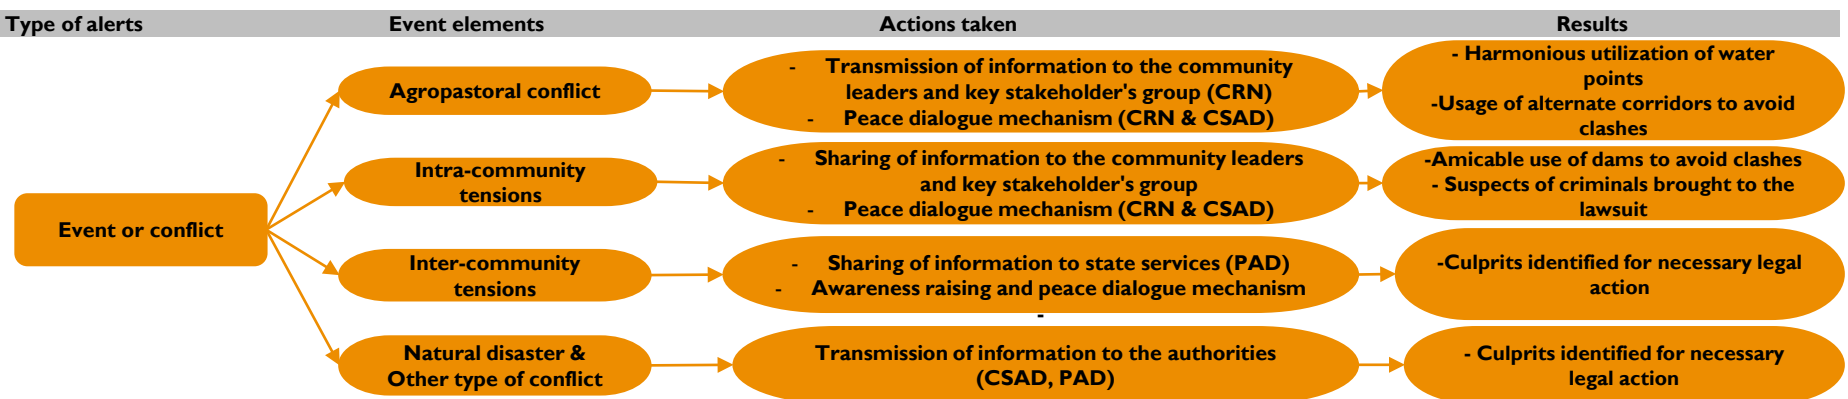 Type of alerts
Event elements
Actions taken
Results
Event or conflict
Agropastoral conflict
- Transmission of information to the community
leaders and key stakeholder's group (CRN)
- Peace dialogue mechanism (CRN & CSAD)
- Harmonious utilization of water
points
-Usage of alternate corridors to avoid
clashes
Intra-community
tensions
- Sharing of information to the community leaders
and key stakeholder's group
- Peace dialogue mechanism (CRN & CSAD)
-Amicable use of dams to avoid clashes
- Suspects of criminals brought to the
lawsuit
Inter-community
tensions
- Sharing of information to state services (PAD)
- Awareness raising and peace dialogue mechanism
-
-Culprits identified for necessary legal
action
Natural disaster &
Other type of conflict
Transmission of information to the authorities
(CSAD, PAD)
- Culprits identified for necessary
legal action